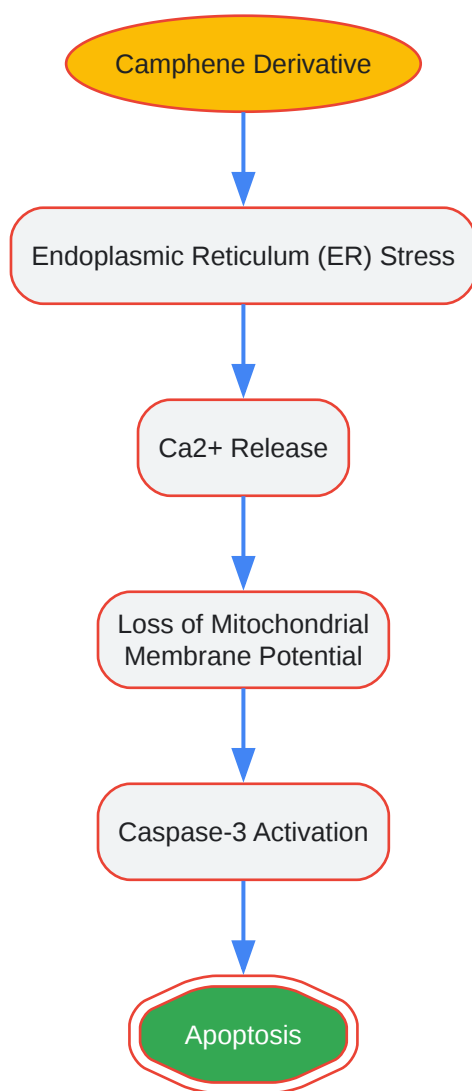 Camphene Derivative
Endoplasmic Reticulum (ER) Stress
Ca2+ Release
Loss of Mitochondrial
Membrane Potential
Caspase-3 Activation
Apoptosis